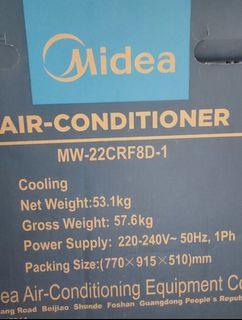 Midea
AIR-CONDITIONER
MW-22CRF8D-1
Cooling
Net Weight:53.1kg
Gross Weight: 57.6kg
Power Supply: 220-240V~ 50Hz, 1Ph
Packing Size:(770×915×510)mm
ea Air-Conditioning Equipment Co
ang Road Beijiao Shunde Foshan Guangdong People's Repub